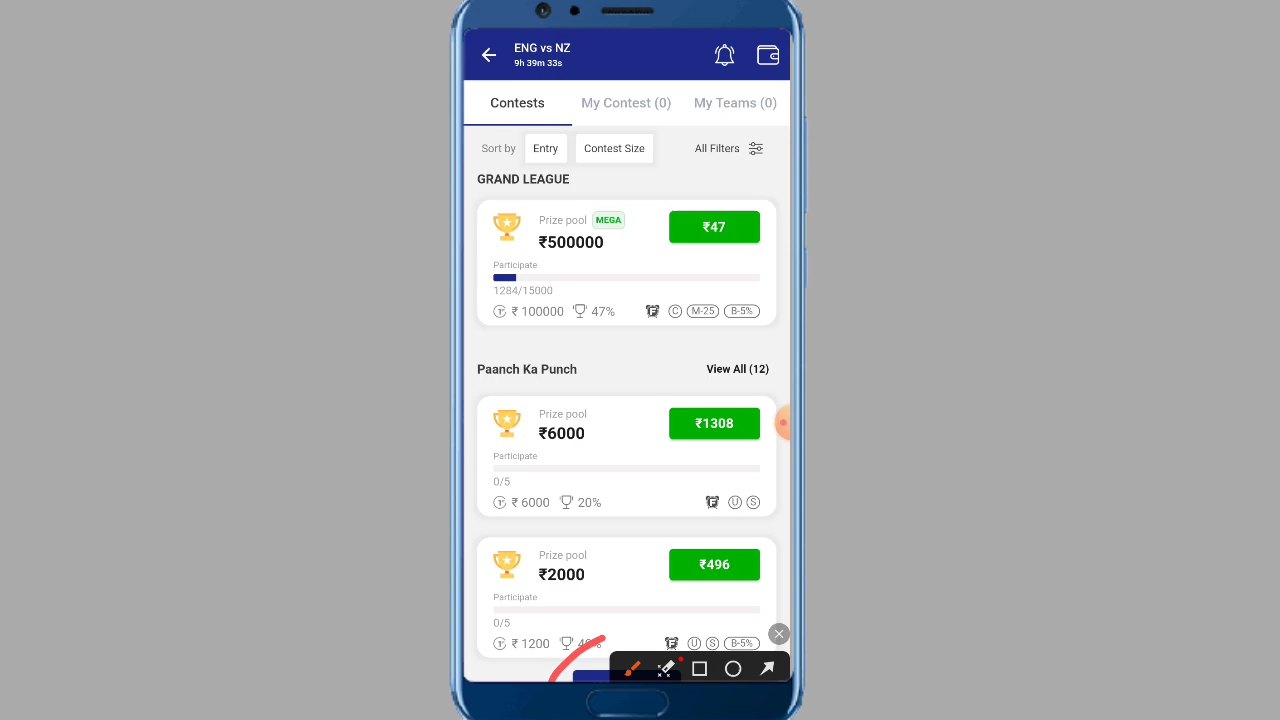 ENG vs NZ
9h 39m 33s
Contests My Contest (0) My Teams (0)
Sort by Entry Contest Size All Filters
GRAND LEAGUE
Prize pool MEGA
₹500000
₹47
Participate
1284/15000
₹ 100000 47% F C M-25 B-5%
Paanch Ka Punch View All (12)
Prize pool
₹6000
₹1308
Participate
0/5
₹ 6000 20% F U S
Prize pool
₹2000
₹496
Participate
0/5
₹ 1200 F U S B-5%